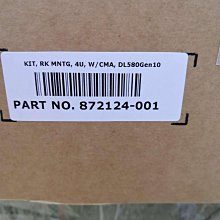 KIT, RK MNTG, 4U, W/CMA, DL580Gen10
PART NO. 872124-001